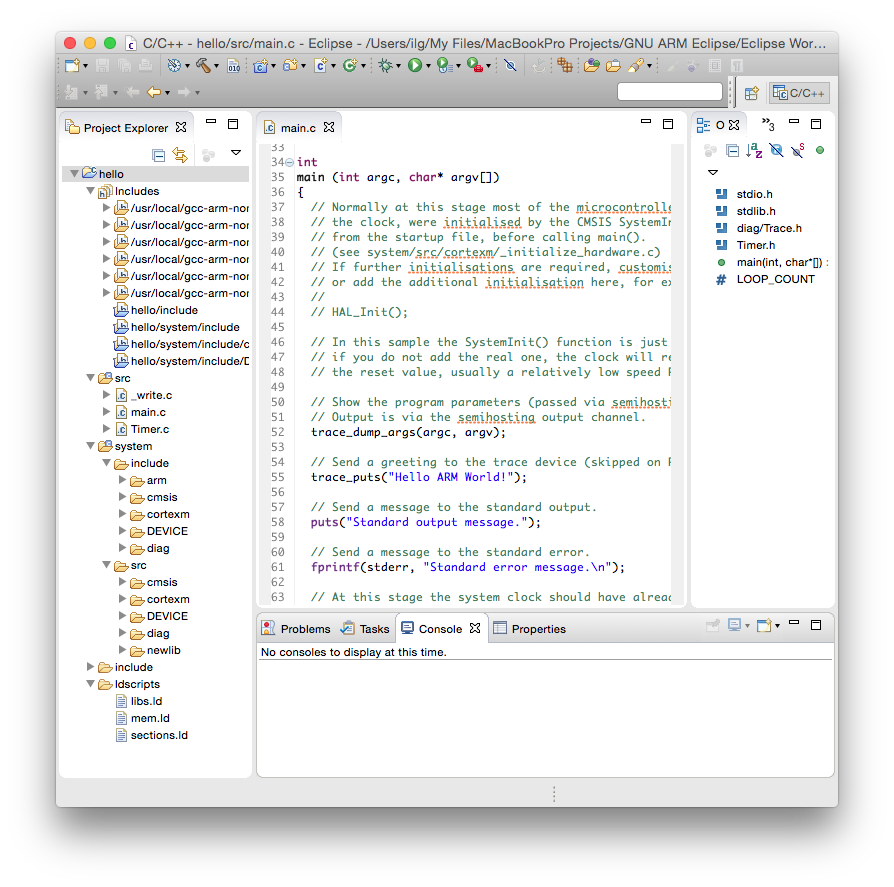 C/C++ - hello/src/main.c - Eclipse - /Users/ilg/My Files/MacBookPro Projects/GNU ARM Eclipse/Eclipse Wor...
010
C/C++
Project Explorer
hello
Includes
/usr/local/gcc-arm-nor
/usr/local/gcc-arm-nor
/usr/local/gcc-arm-nor
/usr/local/gcc-arm-nor
/usr/local/gcc-arm-nor
/usr/local/gcc-arm-nor
hello/include
hello/system/include
hello/system/include/c
hello/system/include/D
src
_write.c
main.c
Timer.c
system
include
arm
cmsis
cortexm
DEVICE
diag
src
cmsis
cortexm
DEVICE
diag
newlib
include
ldscripts
libs.ld
mem.ld
sections.ld
main.c
33
34 int
35 main (int argc, char* argv[])
36 {
37 // Normally at this stage most of the microcontrolle
38 // the clock, were initialised by the CMSIS SystemIn
39 // from the startup file, before calling main().
40 // (see system/src/cortexm/_initialize_hardware.c)
41 // If further initialisations are required, customis
42 // or add the additional initialisation here, for ex
43 //
44 // HAL_Init();
45
46 // In this sample the SystemInit() function is just
47 // if you do not add the real one, the clock will re
48 // the reset value, usually a relatively low speed R
49
50 // Show the program parameters (passed via semihosti
51 // Output is via the semihosting output channel.
52 trace_dump_args(argc, argv);
53
54 // Send a greeting to the trace device (skipped on R
55 trace_puts("Hello ARM World!");
56
57 // Send a message to the standard output.
58 puts("Standard output message.");
59
60 // Send a message to the standard error.
61 fprintf(stderr, "Standard error message.\n");
62
63 // At this stage the system clock should have alread
O
»3
stdio.h
stdlib.h
diag/Trace.h
Timer.h
main(int, char*[]) :
# LOOP_COUNT
Problems
Tasks
Console
Properties
No consoles to display at this time.